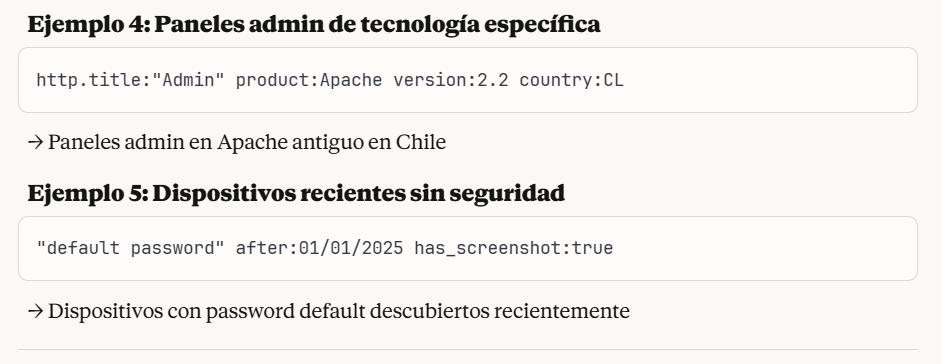 Ejemplo 4: Paneles admin de tecnología específica
http.title:"Admin" product:Apache version:2.2 country:CL
→ Paneles admin en Apache antiguo en Chile
Ejemplo 5: Dispositivos recientes sin seguridad
"default password" after:01/01/2025 has_screenshot:true
→ Dispositivos con password default descubiertos recientemente